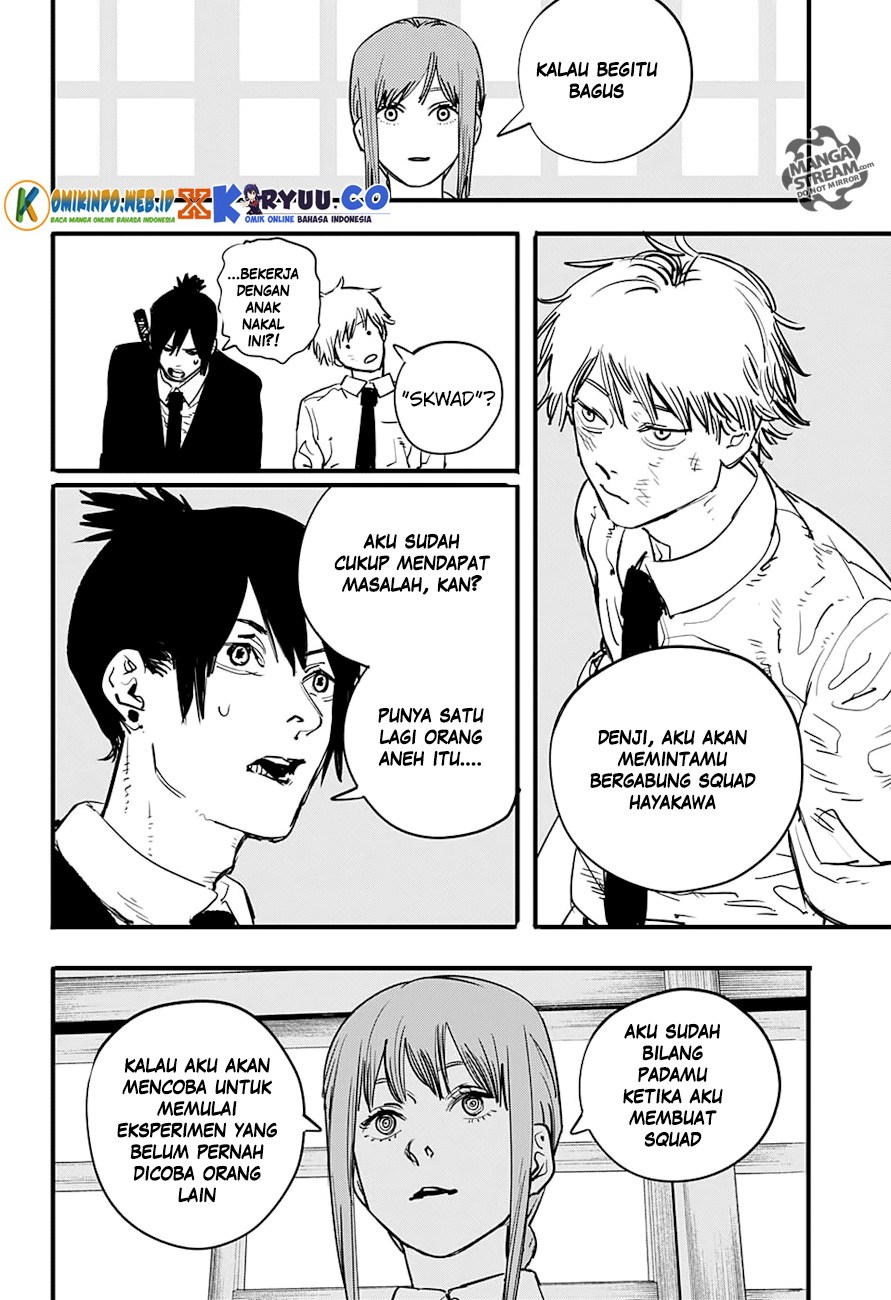 KALAU BEGITU
BAGUS
MANGA
STREAM.COM
DO NOT MIRROR
KOMIKINDO.WEB.ID X KIRYUU-CO
BACA MANGA ONLINE BAHASA INDONESIA
KOMIK ONLINE BAHASA INDONESIA
DENJI, AKU AKAN
MEMINTAMU
BERGABUNG SQUAD
HAYAKAWA
"SKWAD"?
...BEKERJA
DENGAN
ANAK
NAKAL
INI?!
AKU SUDAH
CUKUP MENDAPAT
MASALAH, KAN?
PUNYA SATU
LAGI ORANG
ANEH ITU....
AKU SUDAH
BILANG
PADAMU
KETIKA AKU
MEMBUAT
SQUAD
KALAU AKU AKAN
MENCOBA UNTUK
MEMULAI
EKSPERIMEN YANG
BELUM PERNAH
DICOBA ORANG
LAIN